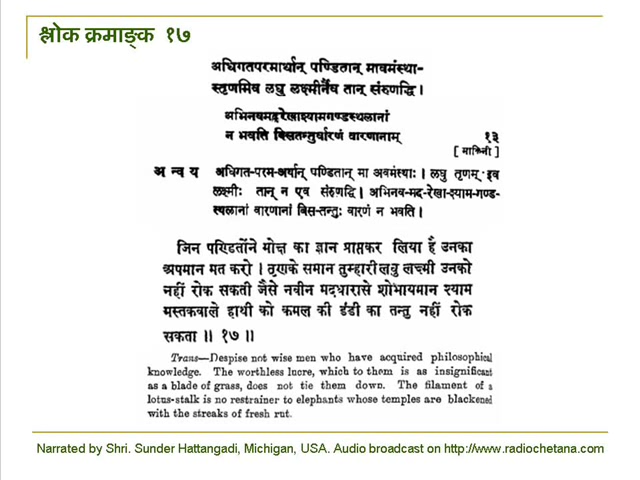 श्लोक क्रमाङ्क १७
अधिगतपरमार्थान् पण्डितान् मावमंस्था-
स्तृणमिव लघु लक्ष्मीर्नैव तान् संरुणद्धि ।
अभिनवमदरेखाश्यामगण्डस्थलानां
न भवति बिसतन्तुर्वारणं वारणानाम् १३
[ मालिनी ]
अन्वय अधिगत-परम-अर्थान् पण्डितान् मा अवमंस्थाः । लघु तृणम् इव
लक्ष्मीः तान् न एव संरुणद्धि । अभिनव-मद-रेखा-श्याम-गण्ड-
स्थलानां वारणानां बिस-तन्तुः वारणं न भवति ।
जिन पण्डितोंने मोक्ष का ज्ञान प्राप्तकर लिया है उनका
अपमान मत करो । तृणके समान तुम्हारी लघु लक्ष्मी उनको
नहीं रोक सकती जैसे नवीन मदधारासे शोभायमान श्याम
मस्तकवाले हाथी को कमल की डंडी का तन्तु नहीं रोक
सकता ॥ १७ ॥
Trans—Despise not wise men who have acquired philosophical
knowledge. The worthless lucre, which to them is as insignificant
as a blade of grass, does not tie them down. The filament of a
lotus-stalk is no restrainer to elephants whose temples are blackened
with the streaks of fresh rut.
Narrated by Shri. Sunder Hattangadi, Michigan, USA. Audio broadcast on http://www.radiochetana.com